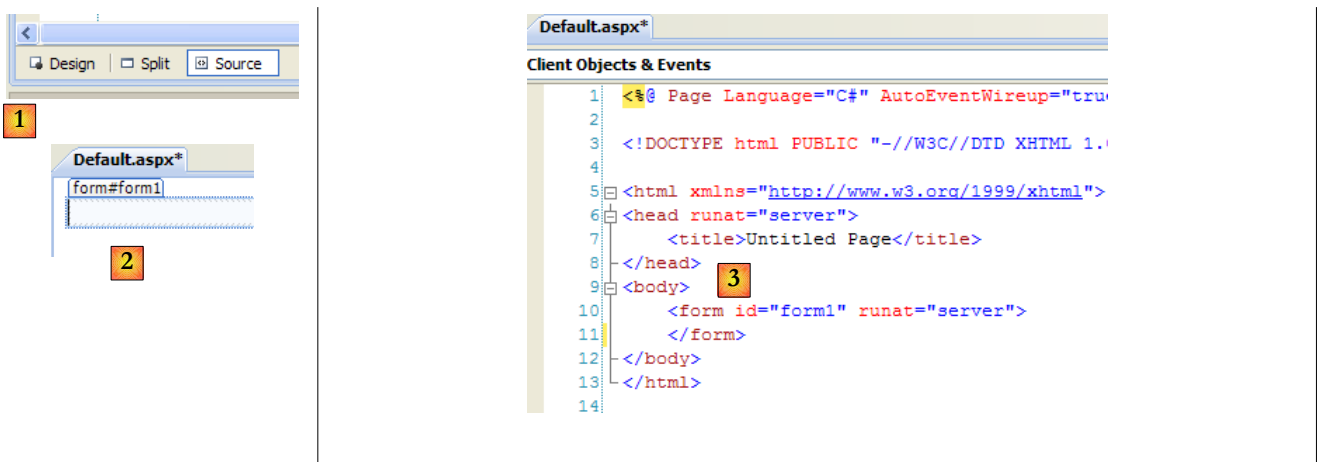 Design Split Source
1
Default.aspx*
form#form1
2
Default.aspx*
Client Objects & Events
1 <%@ Page Language="C#" AutoEventWireup="true
2
3 <!DOCTYPE html PUBLIC "-//W3C//DTD XHTML 1.
4
5 <html xmlns="http://www.w3.org/1999/xhtml">
6 <head runat="server">
7 <title>Untitled Page</title>
8 </head>
3
9 <body>
10 <form id="form1" runat="server">
11 </form>
12 </body>
13 </html>
14